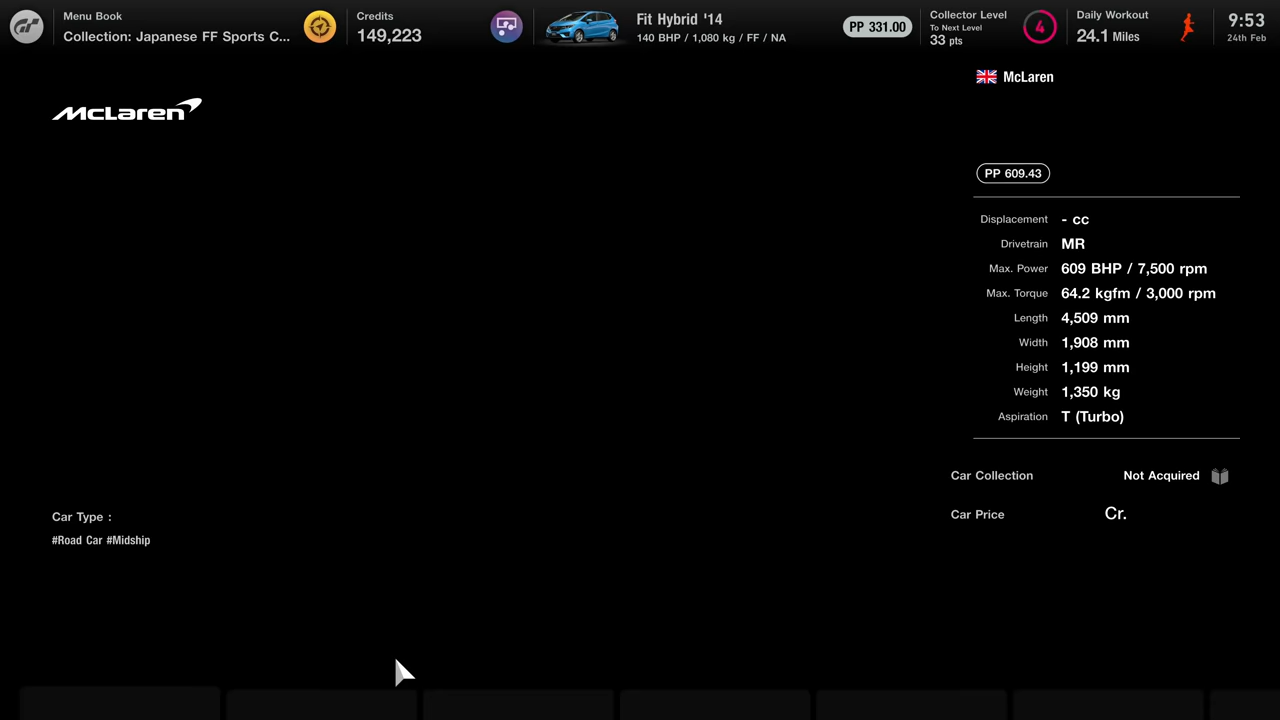 Menu Book
Collection: Japanese FF Sports C...
Credits
149,223
Fit Hybrid '14
140 BHP / 1,080 kg / FF / NA
PP 331.00
Collector Level
To Next Level
33 pts
4
Daily Workout
24.1 Miles
9:53
24th Feb
McLaren
McLaren
PP 609.43
Displacement - cc
Drivetrain MR
Max. Power 609 BHP / 7,500 rpm
Max. Torque 64.2 kgfm / 3,000 rpm
Length 4,509 mm
Width 1,908 mm
Height 1,199 mm
Weight 1,350 kg
Aspiration T (Turbo)
Car Collection Not Acquired
Car Price Cr.
Car Type :
#Road Car #Midship